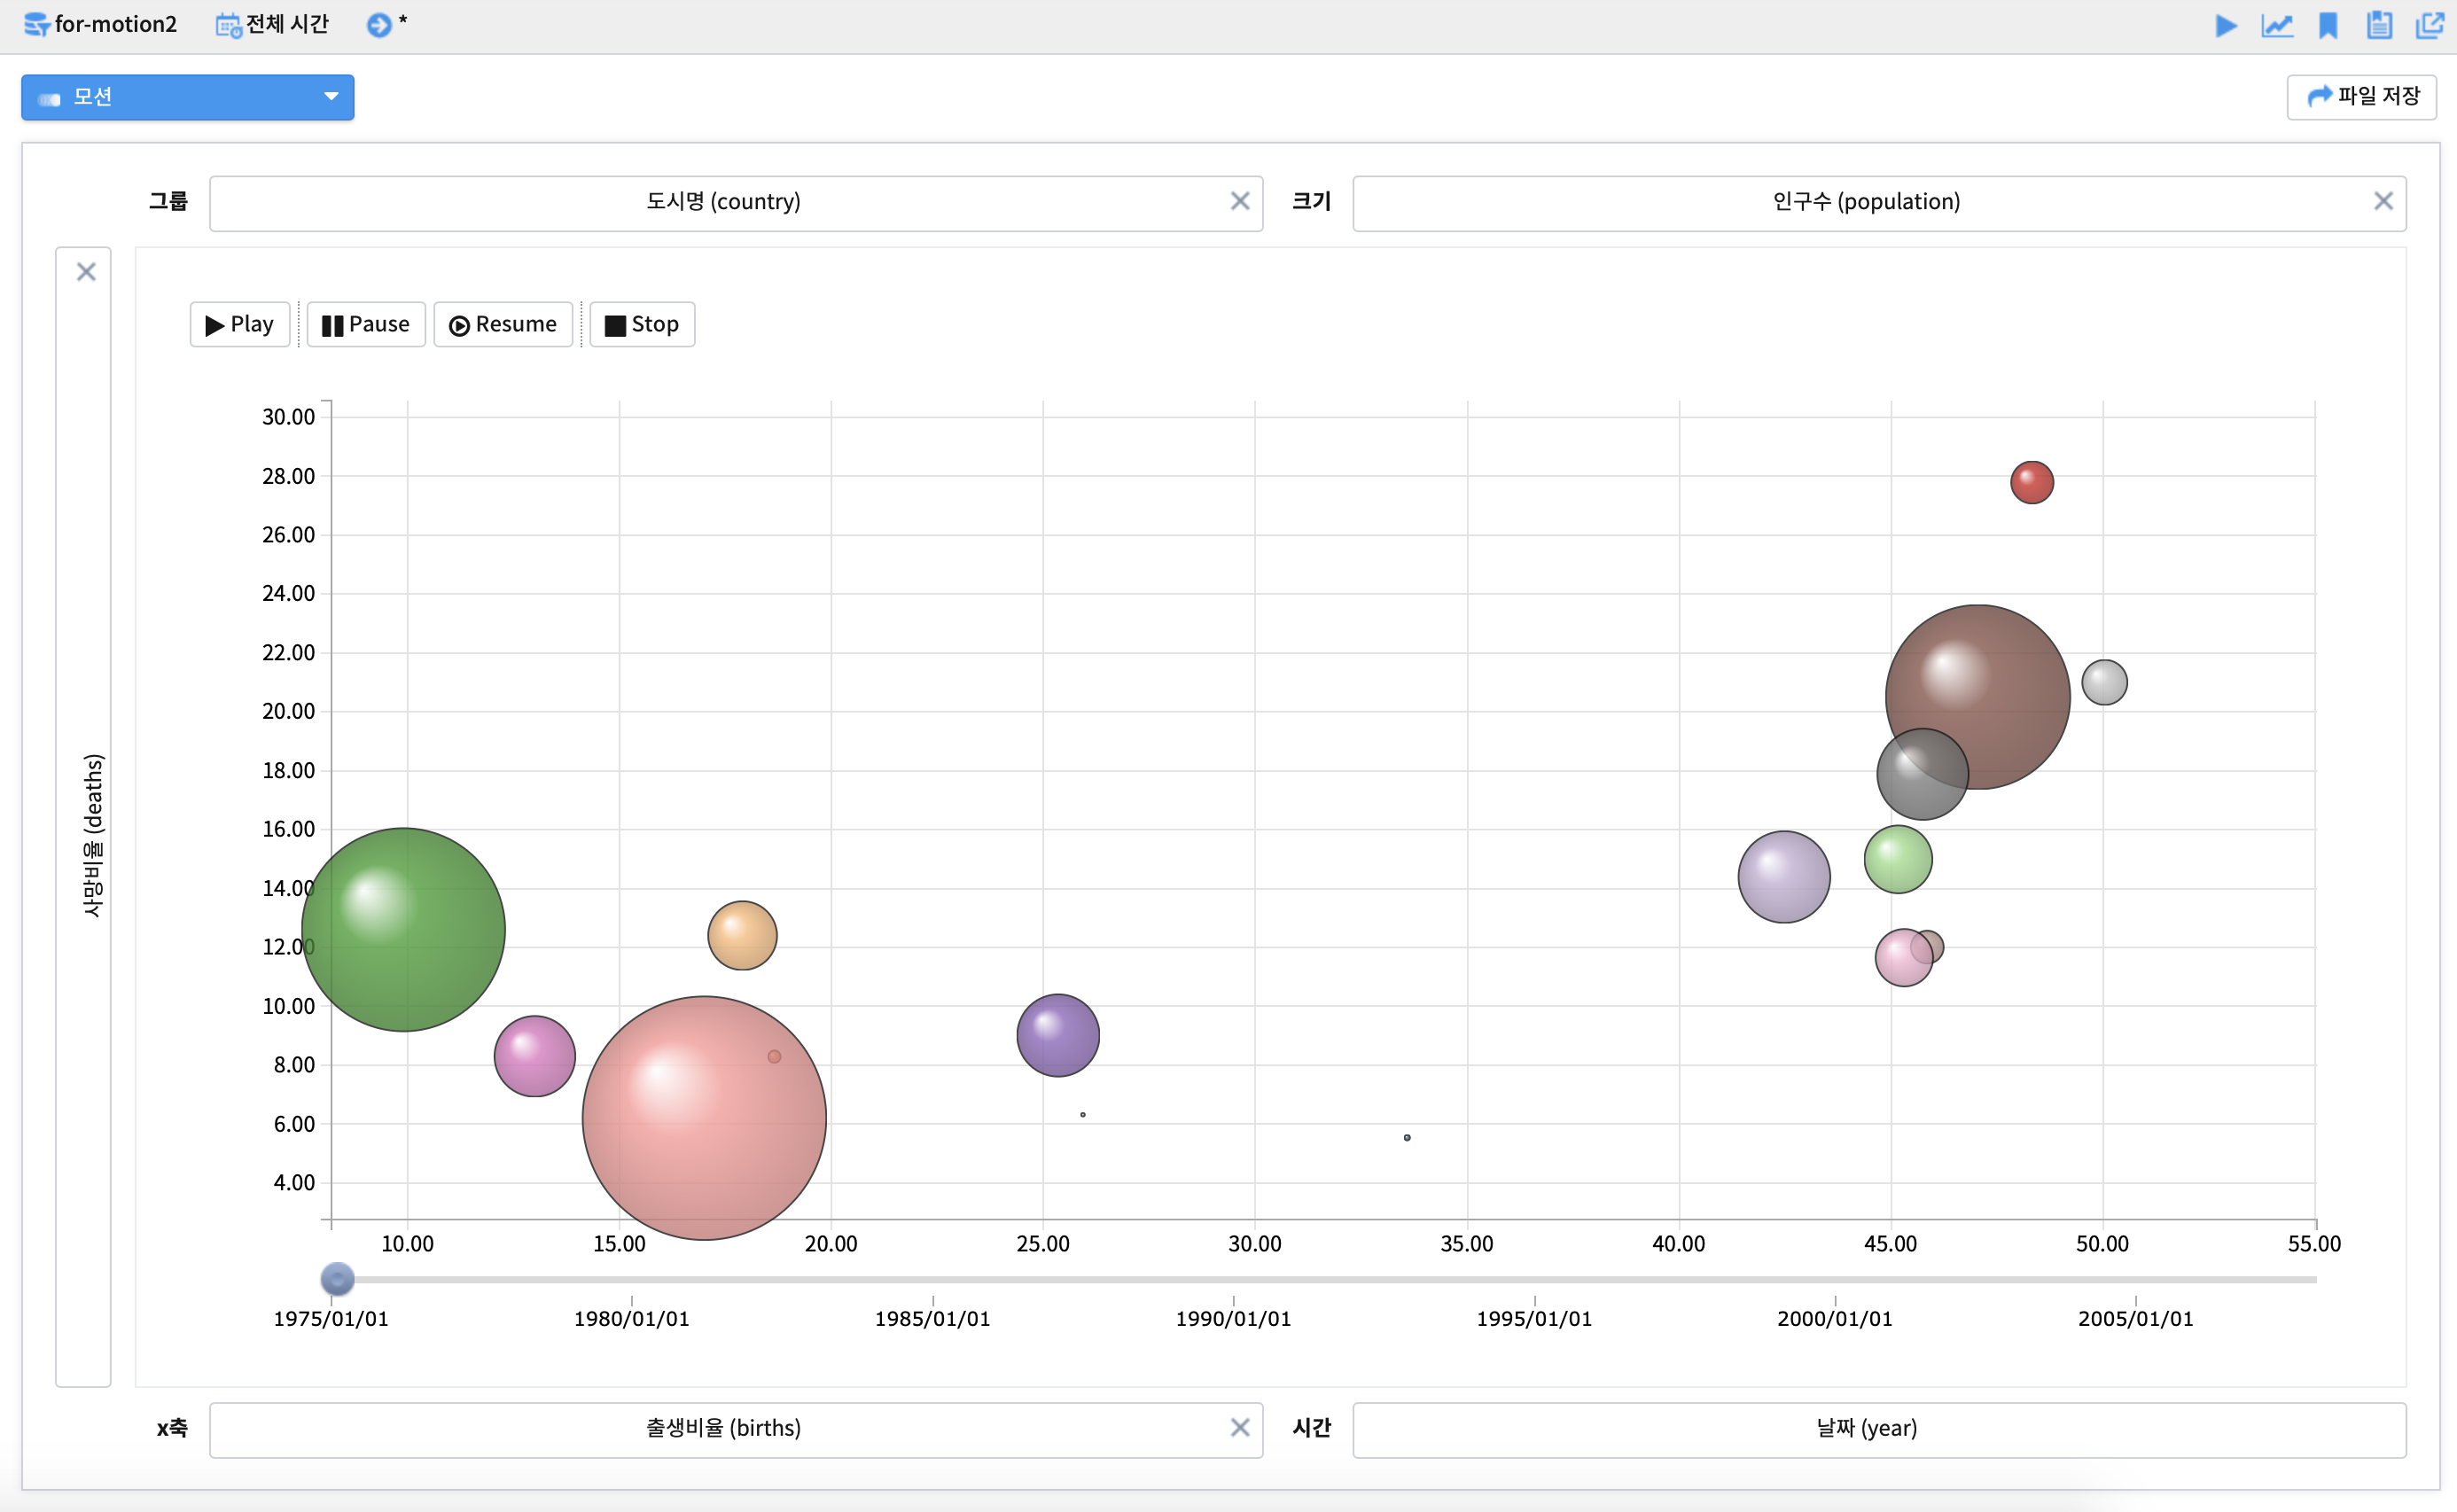 for-motion2 전체 시간 *
모션
파일 저장
그룹 도시명 (country) 크기 인구수 (population)
Play Pause Resume Stop
사망비율 (deaths)
30.00
28.00
26.00
24.00
22.00
20.00
18.00
16.00
14.00
12.00
10.00
8.00
6.00
4.00
10.00 15.00 20.00 25.00 30.00 35.00 40.00 45.00 50.00 55.00
1975/01/01 1980/01/01 1985/01/01 1990/01/01 1995/01/01 2000/01/01 2005/01/01
x축 출생비율 (births) 시간 날짜 (year)